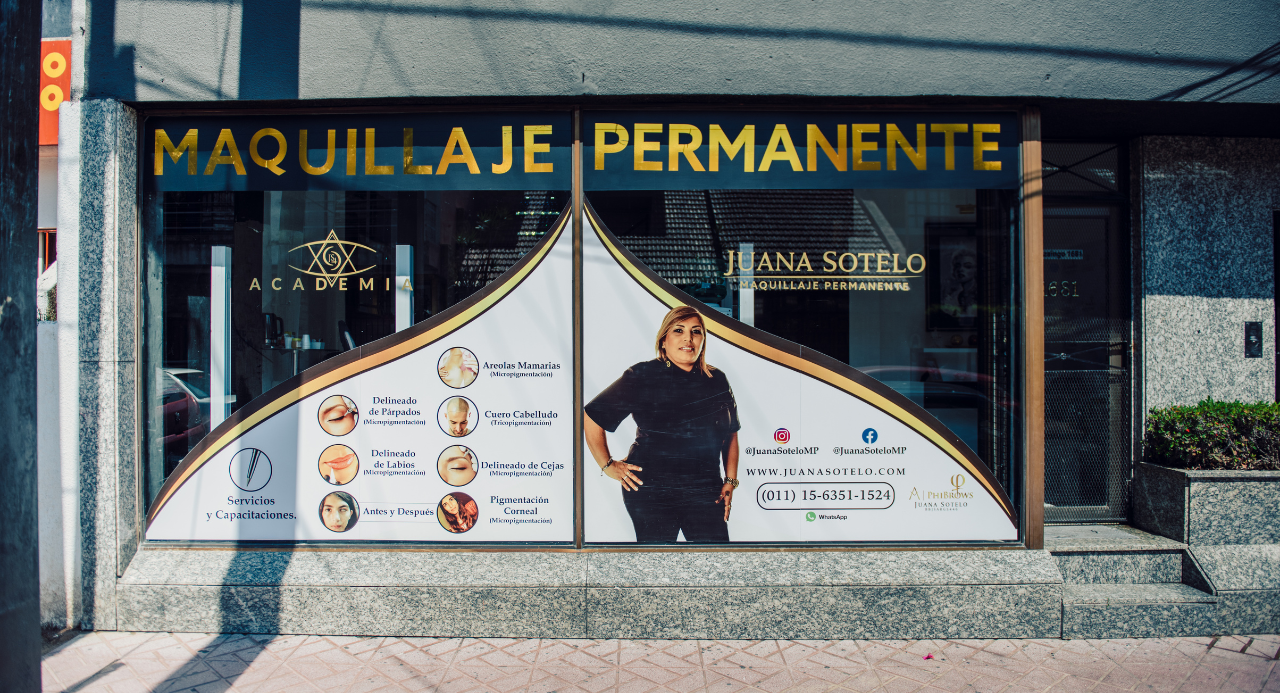 MAQUILLAJE PERMANENTE
ACADEMIA
JUANA SOTELO
MAQUILLAJE PERMANENTE
1681
Areolas Mamarias
(Micropigmentación)
Delineado
de Párpados
(Micropigmentación)
Cuero Cabelludo
(Tricopigmentación)
Delineado
de Labios
(Micropigmentación)
Delineado de Cejas
(Micropigmentación)
Servicios
y Capacitaciones.
Antes y Después
Pigmentación
Corneal
(Micropigmentación)
@JuanaSoteloMP
@JuanaSoteloMP
WWW.JUANASOTELO.COM
(011) 15-6351-1524
WhatsApp
A | PHIBROWS
JUANA SOTELO